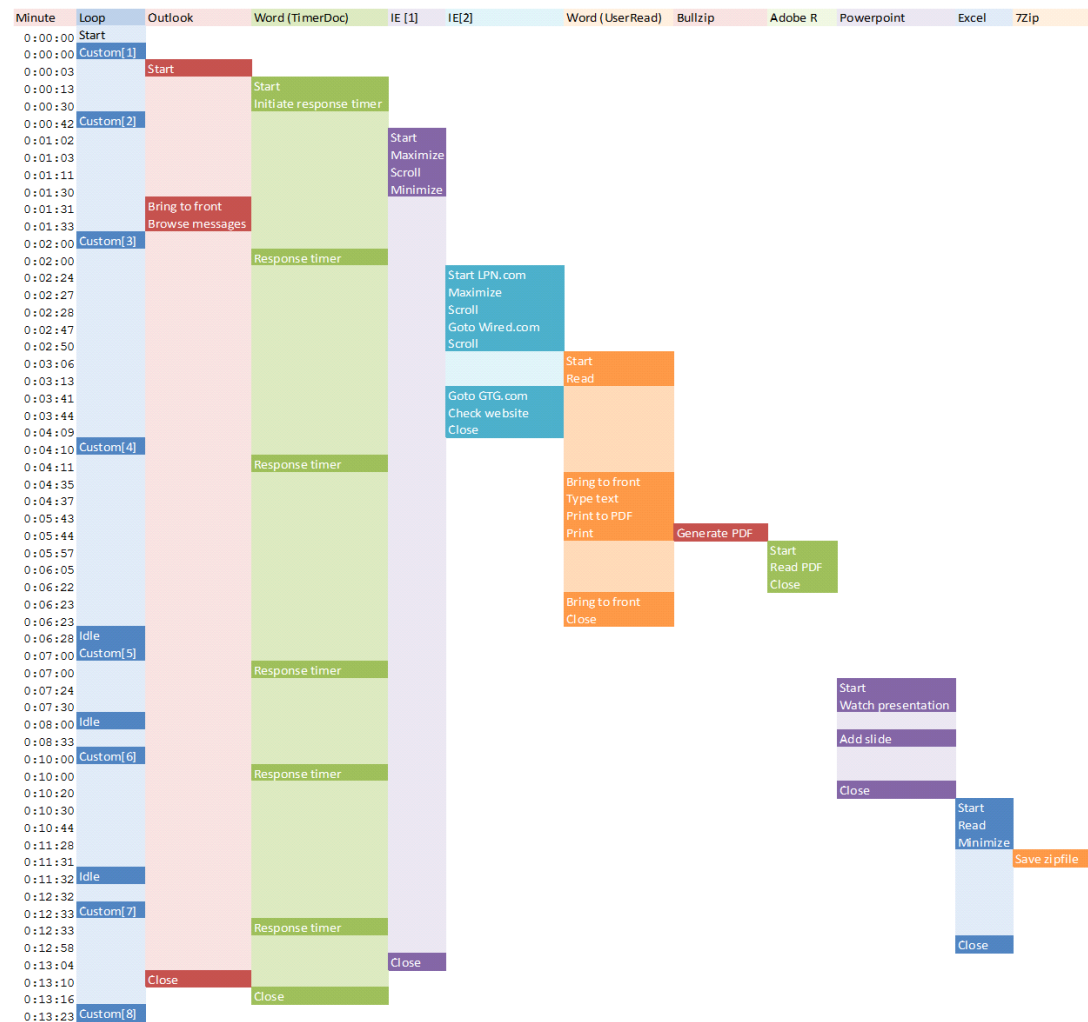 Minute Loop Outlook Word (TimerDoc) IE [1] IE[2] Word (UserRead) Bullzip Adobe R Powerpoint Excel 7Zip
0:00:00 Start
0:00:00 Custom[1]
0:00:03 Start
0:00:13 Start
0:00:30 Initiate response timer
0:00:42 Custom[2]
0:01:02 Start
0:01:03 Maximize
0:01:11 Scroll
0:01:30 Minimize
0:01:31 Bring to front
0:01:33 Browse messages
0:02:00 Custom[3]
0:02:00 Response timer
0:02:24 Start LPN.com
0:02:27 Maximize
0:02:28 Scroll
0:02:47 Goto Wired.com
0:02:50 Scroll
0:03:06 Start
0:03:13 Read
0:03:41 Goto GTG.com
0:03:44 Check website
0:04:09 Close
0:04:10 Custom[4]
0:04:11 Response timer
0:04:35 Bring to front
0:04:37 Type text
0:05:43 Print to PDF
0:05:44 Print Generate PDF
0:05:57 Start
0:06:05 Read PDF
0:06:22 Close
0:06:23 Bring to front
0:06:23 Close
0:06:28 Idle
0:07:00 Custom[5]
0:07:00 Response timer
0:07:24 Start
0:07:30 Watch presentation
0:08:00 Idle
0:08:33 Add slide
0:10:00 Custom[6]
0:10:00 Response timer
0:10:20 Close
0:10:30 Start
0:10:44 Read
0:11:28 Minimize
0:11:31 Save zipfile
0:11:32 Idle
0:12:32
0:12:33 Custom[7]
0:12:33 Response timer
0:12:58 Close
0:13:04 Close
0:13:10 Close
0:13:16 Close
0:13:23 Custom[8]